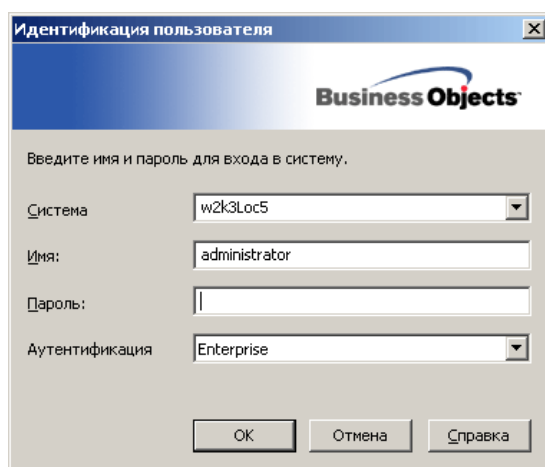 Идентификация пользователя
Business Objects
Введите имя и пароль для входа в систему.
Система
w2k3Loc5
Имя:
administrator
Пароль:
Аутентификация
Enterprise
OK
Отмена
Справка